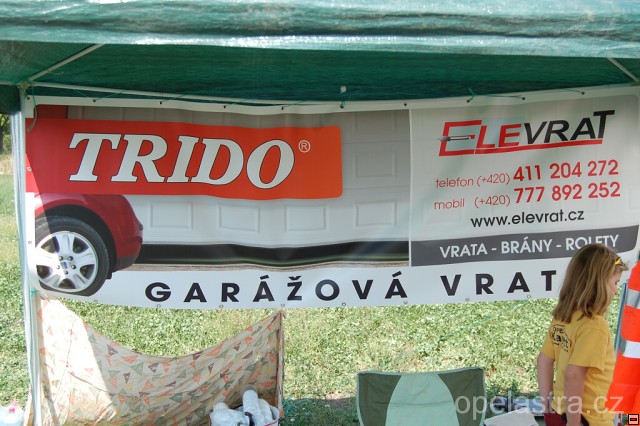 TRIDO®
ELEVRAT
telefon (+420) 411 204 272
mobil (+420) 777 892 252
www.elevrat.cz
VRATA - BRÁNY - ROLETY
GARÁŽOVÁ VRAT
opelastra.cz